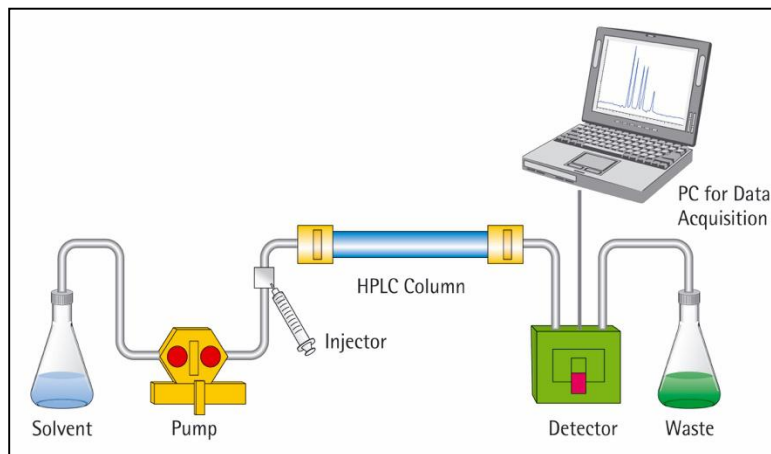 PC for Data
Acquisition
HPLC Column
Injector
Solvent
Pump
Detector
Waste